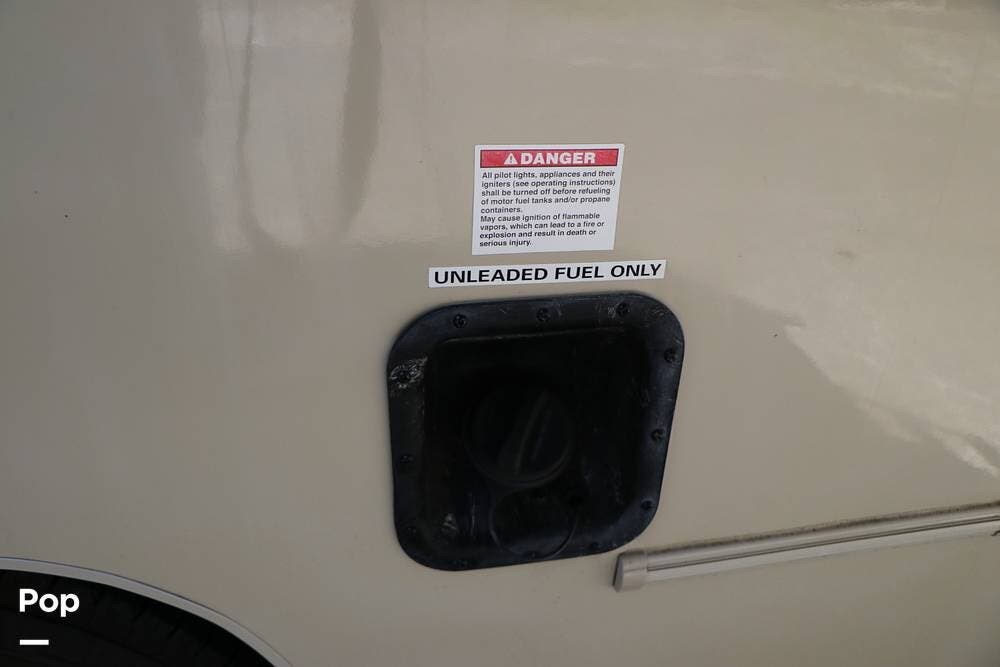 DANGER
All pilot lights, appliances and their
igniters (see operating instructions)
shall be turned off before refueling
of motor fuel tanks and/or propane
containers.
May cause ignition of flammable
vapors, which can lead to a fire or
explosion and result in death or
serious injury.
UNLEADED FUEL ONLY
Pop